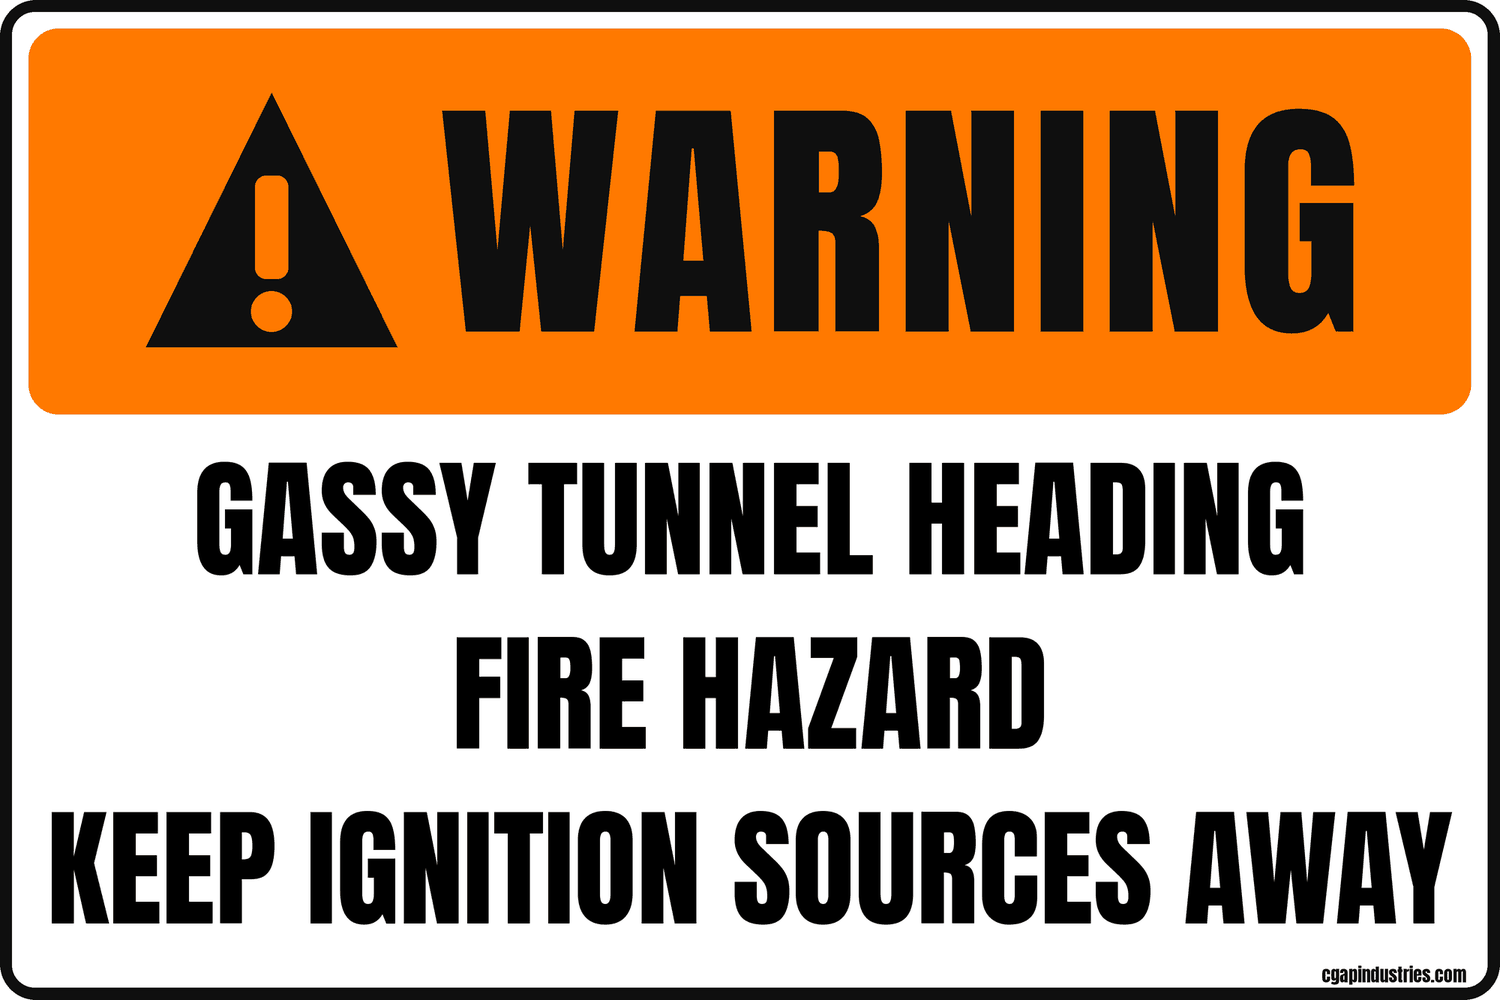 WARNING
GASSY TUNNEL HEADING
FIRE HAZARD
KEEP IGNITION SOURCES AWAY
cgapindustries.com